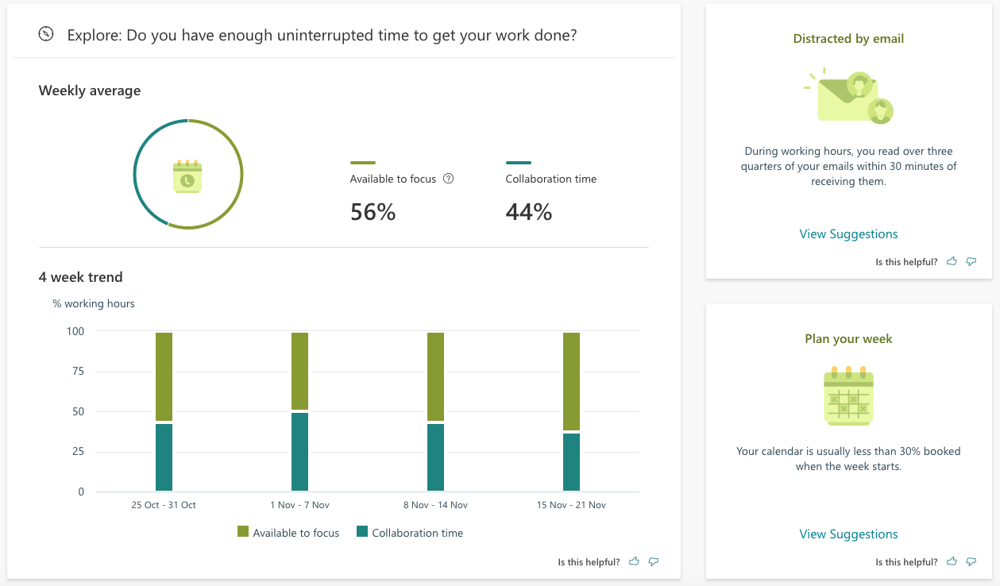 Explore: Do you have enough uninterrupted time to get your work done?
Weekly average
Available to focus ?
56%
Collaboration time
44%
4 week trend
% working hours
100
75
50
25
0
25 Oct - 31 Oct
1 Nov - 7 Nov
8 Nov - 14 Nov
15 Nov - 21 Nov
Available to focus
Collaboration time
Is this helpful?
Distracted by email
During working hours, you read over three
quarters of your emails within 30 minutes of
receiving them.
View Suggestions
Is this helpful?
Plan your week
Your calendar is usually less than 30% booked
when the week starts.
View Suggestions
Is this helpful?